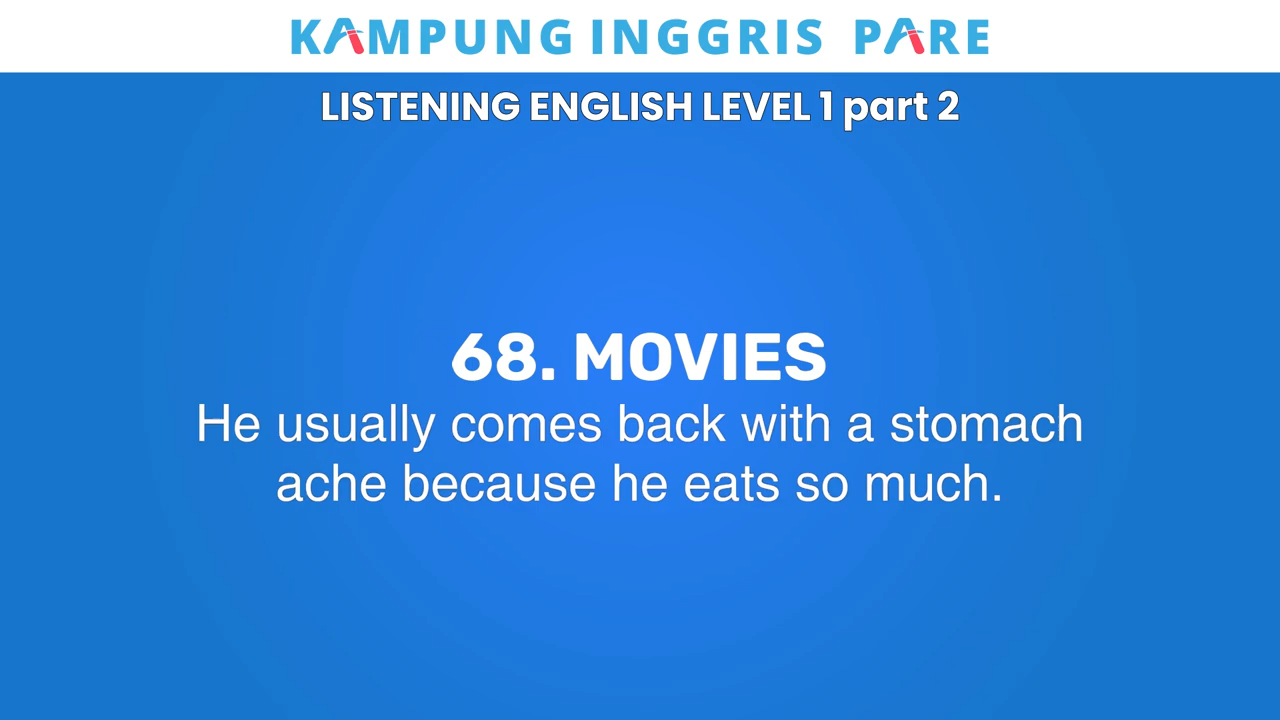 KAMPUNG INGGRIS PARE
LISTENING ENGLISH LEVEL 1 part 2
68. MOVIES
He usually comes back with a stomach
ache because he eats so much.